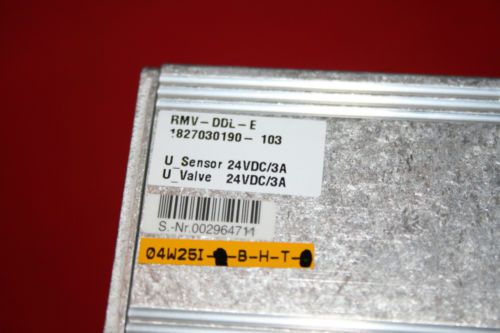 RMV-DDL-E
1827030190-103
U_Sensor 24VDC/3A
U_Valve 24VDC/3A
S.-Nr.002964711
04W25I- -B-H-T-